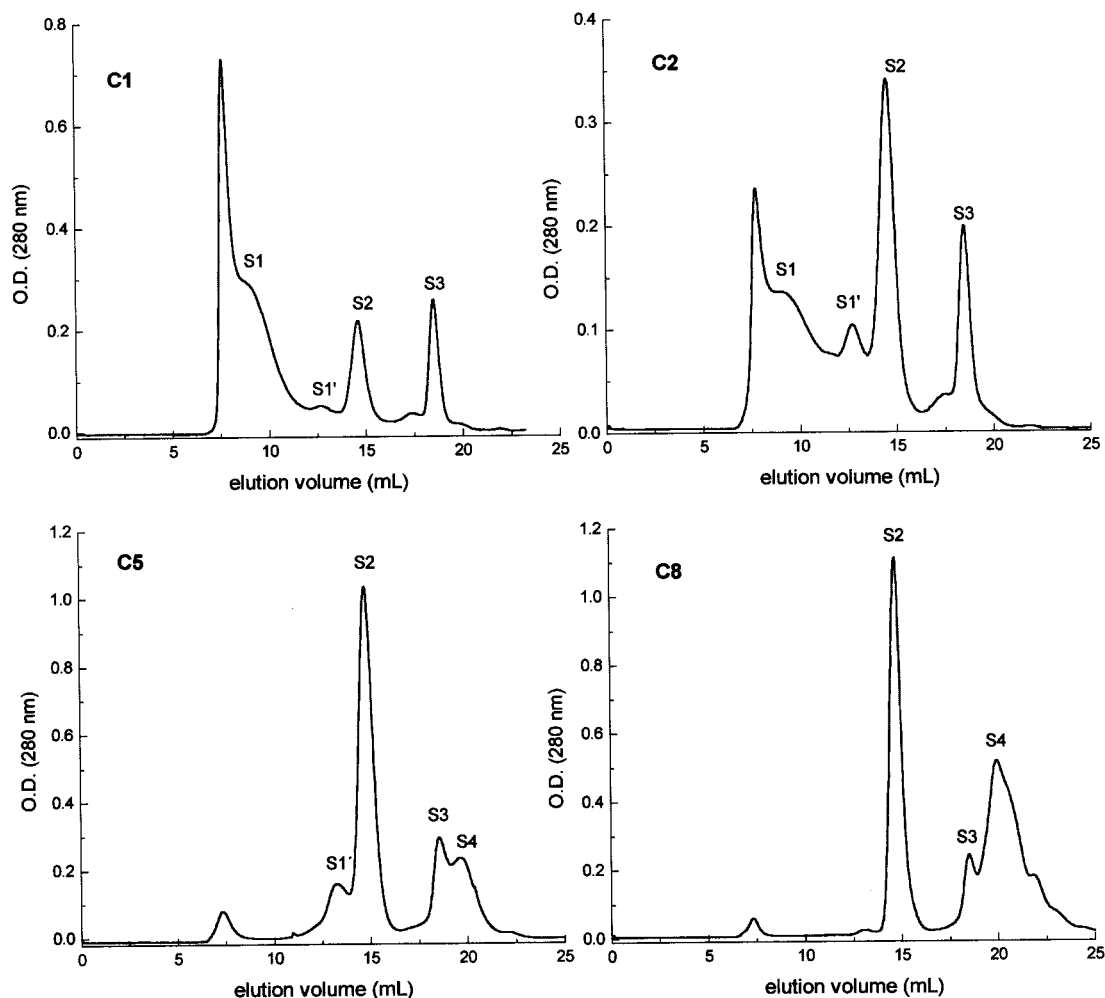 C1
0.8
0.6
0.4
0.2
0.0
O.D. (280 nm)
S1
S1'
S2
S3
0 5 10 15 20 25
elution volume (mL)
C2
0.4
0.3
0.2
0.1
0.0
O.D. (280 nm)
S1
S1'
S2
S3
0 5 10 15 20 25
elution volume (mL)
C5
1.2
1.0
0.8
0.6
0.4
0.2
0.0
O.D. (280 nm)
S1'
S2
S3
S4
0 5 10 15 20 25
elution volume (mL)
C8
1.2
1.0
0.8
0.6
0.4
0.2
0.0
O.D. (280 nm)
S2
S3
S4
0 5 10 15 20 25
elution volume (mL)